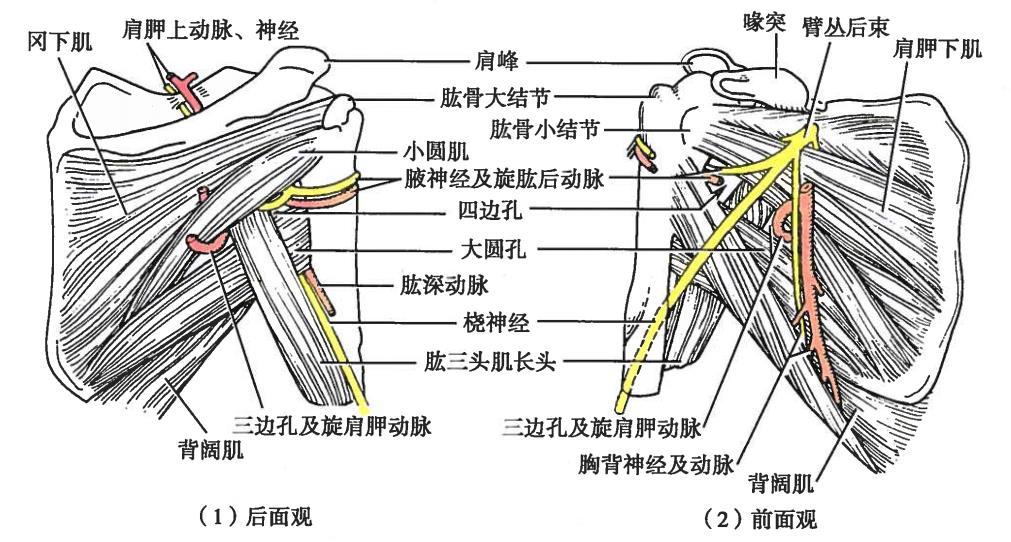 冈下肌
肩胛上动脉、神经
肩峰
肱骨大结节
肱骨小结节
小圆肌
腋神经及旋肱后动脉
四边孔
大圆孔
肱深动脉
桡神经
肱三头肌长头
三边孔及旋肩胛动脉
背阔肌
(1)后面观
喙突
臂丛后束
肩胛下肌
三边孔及旋肩胛动脉
胸背神经及动脉
背阔肌
(2)前面观